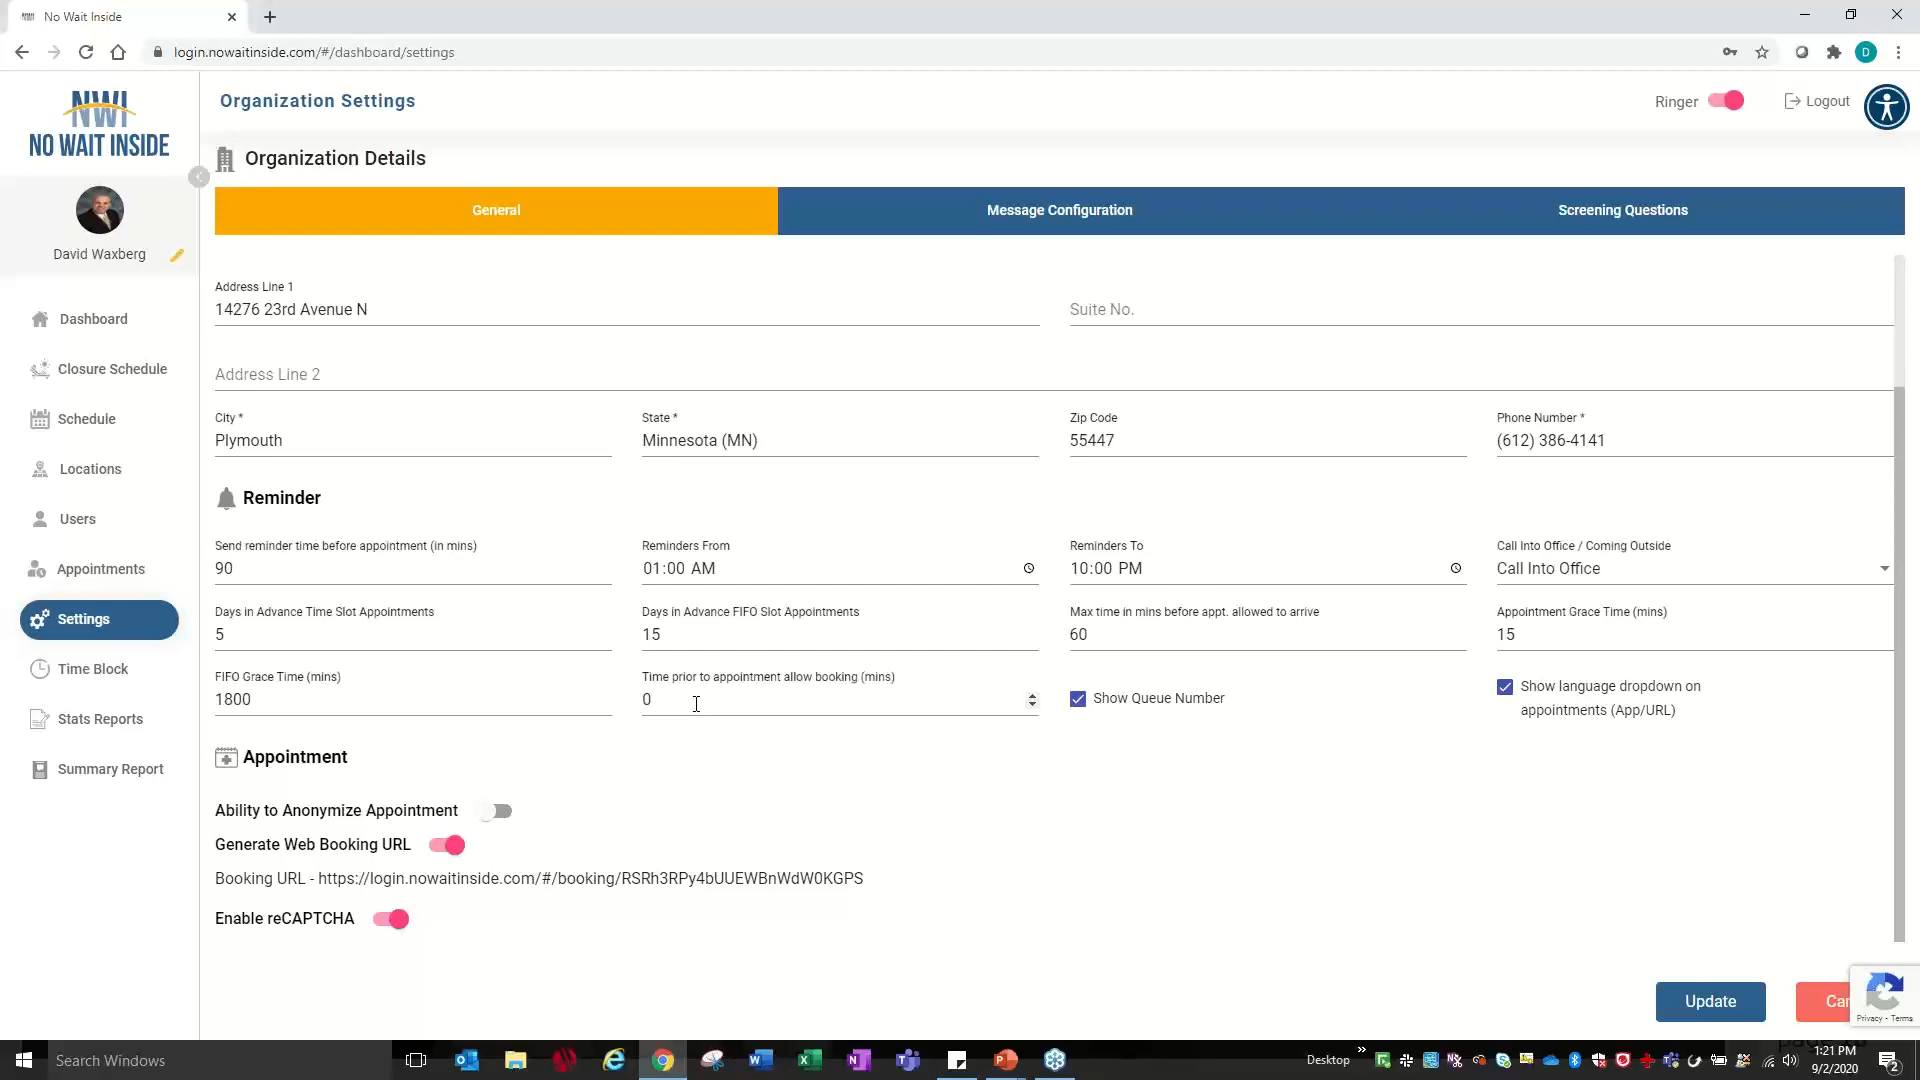 No Wait Inside
login.nowaitinside.com/#/dashboard/settings
D
NWI
NO WAIT INSIDE
Organization Settings
Ringer
Logout
David Waxberg
Dashboard
Closure Schedule
Schedule
Locations
Users
Appointments
Settings
Time Block
Stats Reports
Summary Report
Organization Details
General
Message Configuration
Screening Questions
Address Line 1
14276 23rd Avenue N
Suite No.
Address Line 2
City *
Plymouth
State *
Minnesota (MN)
Zip Code
55447
Phone Number *
(612) 386-4141
Reminder
Send reminder time before appointment (in mins)
90
Reminders From
01:00 AM
Reminders To
10:00 PM
Call Into Office / Coming Outside
Call Into Office
Days in Advance Time Slot Appointments
5
Days in Advance FIFO Slot Appointments
15
Max time in mins before appt. allowed to arrive
60
Appointment Grace Time (mins)
15
FIFO Grace Time (mins)
1800
Time prior to appointment allow booking (mins)
0
Show Queue Number
Show language dropdown on
appointments (App/URL)
Appointment
Ability to Anonymize Appointment
Generate Web Booking URL
Booking URL - https://login.nowaitinside.com/#/booking/RSRh3RPy4bUUEWBnWdW0KGPS
Enable reCAPTCHA
Update
Privacy - Terms
Search Windows
Desktop
1:21 PM
9/2/2020
2